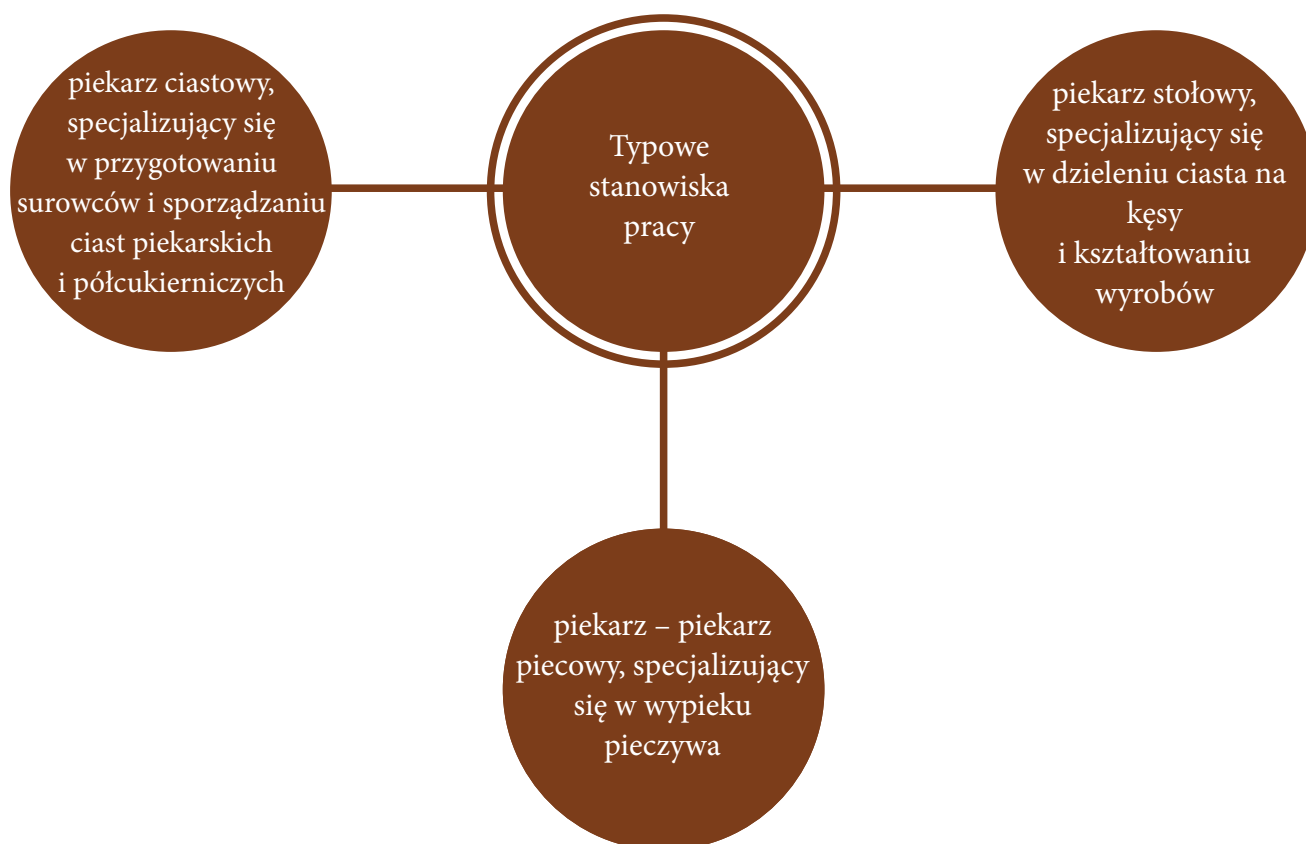 piekarz ciastowy,
specjalizujący się
w przygotowaniu
surowców i sporządzaniu
ciast piekarskich
i półcukierniczych
Typowe
stanowiska
pracy
piekarz stołowy,
specjalizujący się
w dzieleniu ciasta na
kęsy
i kształtowaniu
wyrobów
piekarz – piekarz
piecowy, specjalizujący
się w wypieku
pieczywa